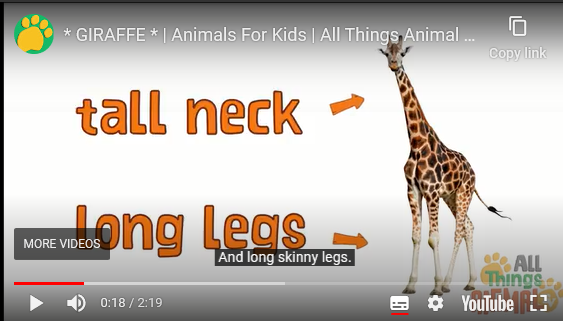 * GIRAFFE * | Animals For Kids | All Things Animal ...
Copy link
tall neck
long legs
MORE VIDEOS
And long skinny legs.
ALL
Things
ANIMAL
0:18 / 2:19
YouTube